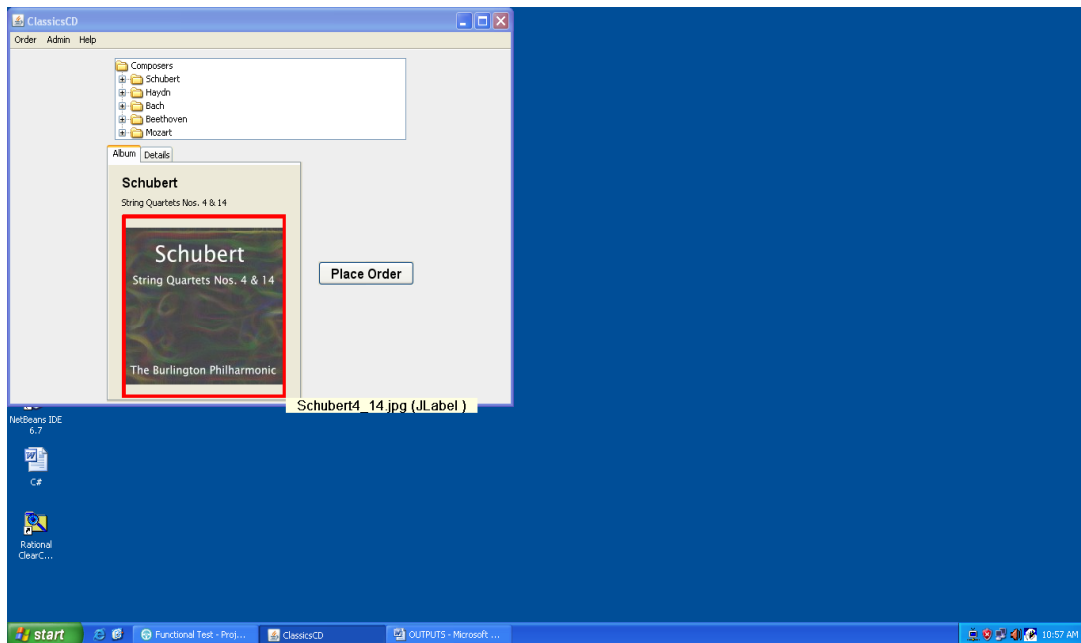 ClassicsCD
Order Admin Help
Composers
Schubert
Haydn
Bach
Beethoven
Mozart
Album Details
Schubert
String Quartets Nos. 4 & 14
Schubert
String Quartets Nos. 4 & 14
The Burlington Philharmonic
Place Order
Schubert4_14.jpg (JLabel )
NetBeans IDE
6.7
C#
Rational
ClearC...
start Functional Test - Proj... ClassicsCD OUTPUTS - Microsoft ... 10:57 AM